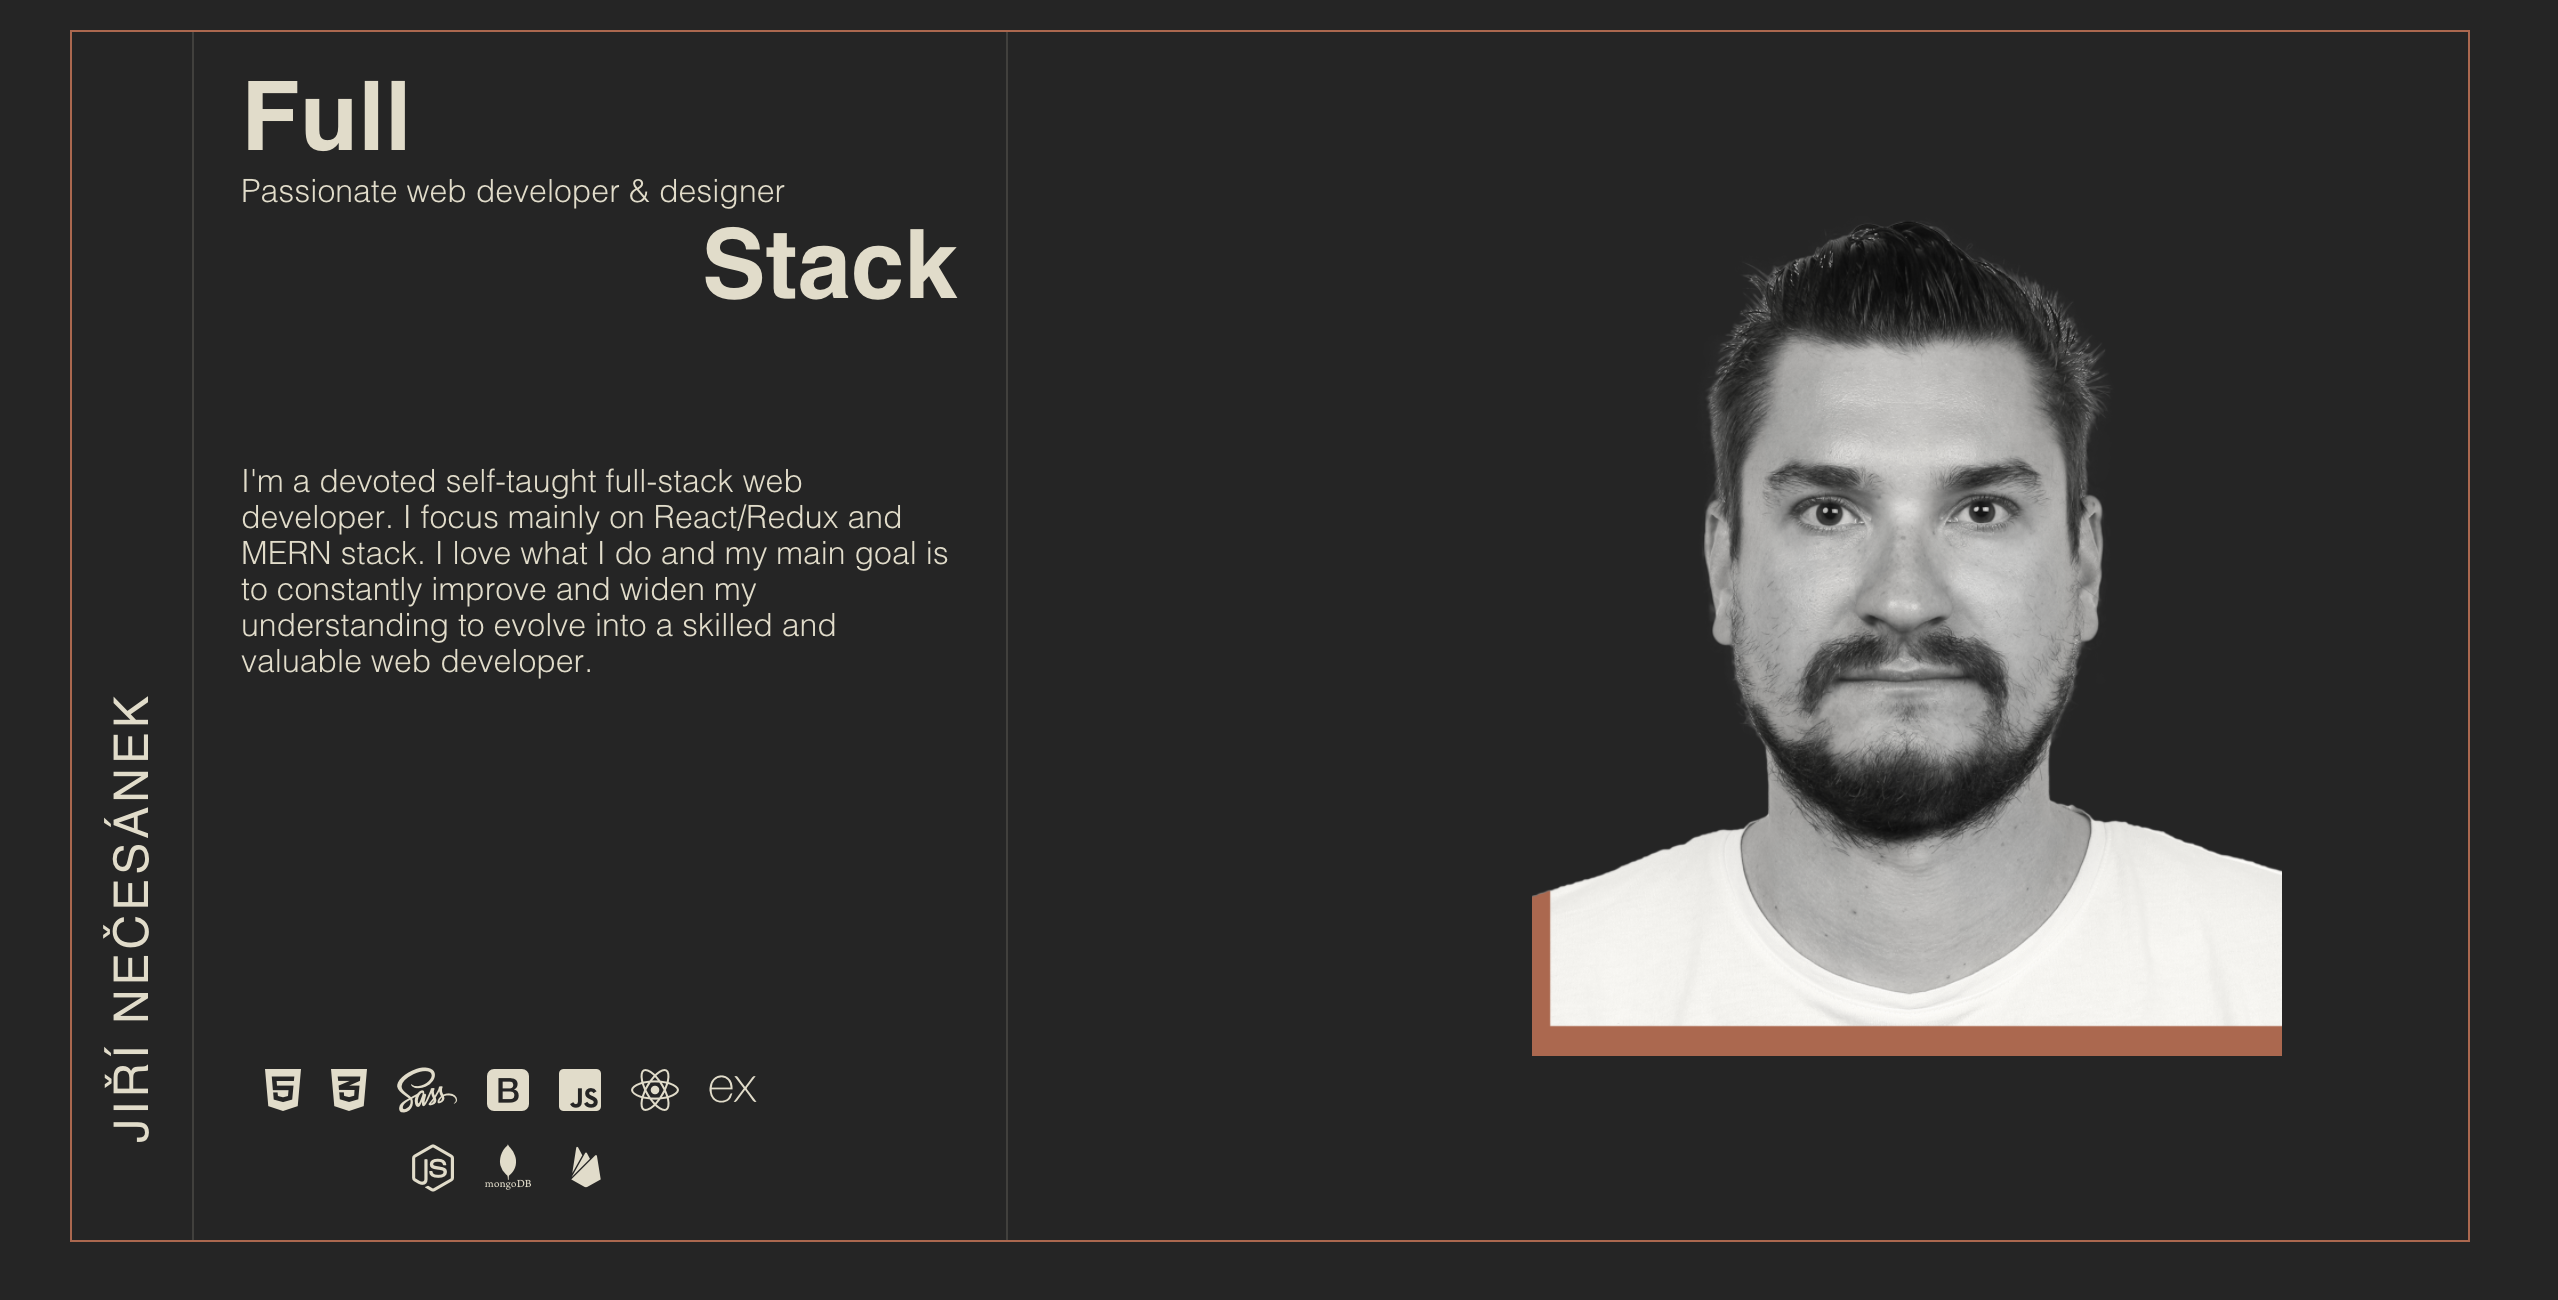 Full
Passionate web developer & designer
Stack
I'm a devoted self-taught full-stack web
developer. I focus mainly on React/Redux and
MERN stack. I love what I do and my main goal is
to constantly improve and widen my
understanding to evolve into a skilled and
valuable web developer.
JIŘÍ NEČESÁNEK
5 3 Sass B JS ex
JS mongoDB